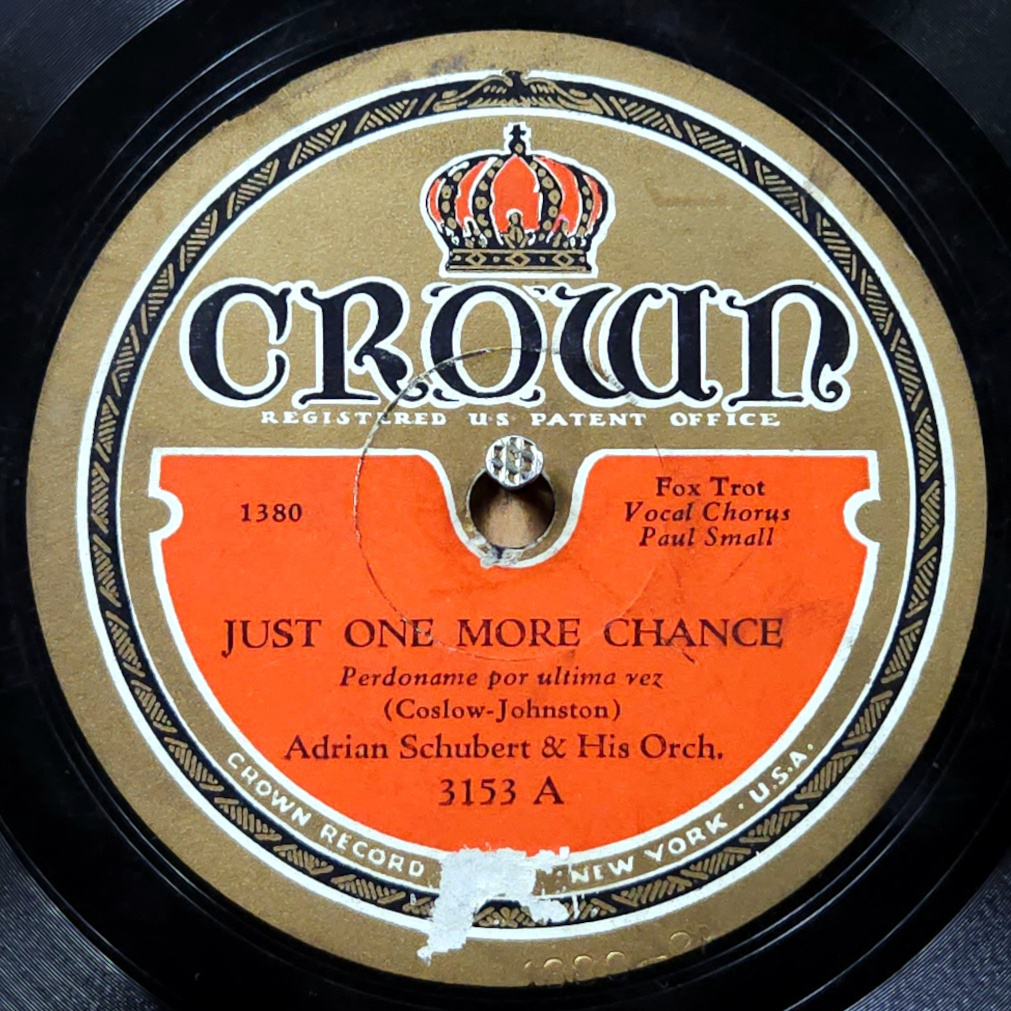 CROWN
REGISTERED U.S PATENT OFFICE
1380
Fox Trot
Vocal Chorus
Paul Small
JUST ONE MORE CHANCE
Perdoname por ultima vez
(Coslow-Johnston)
Adrian Schubert & His Orch.
3153 A
CROWN RECORD NEW YORK · U.S.A.